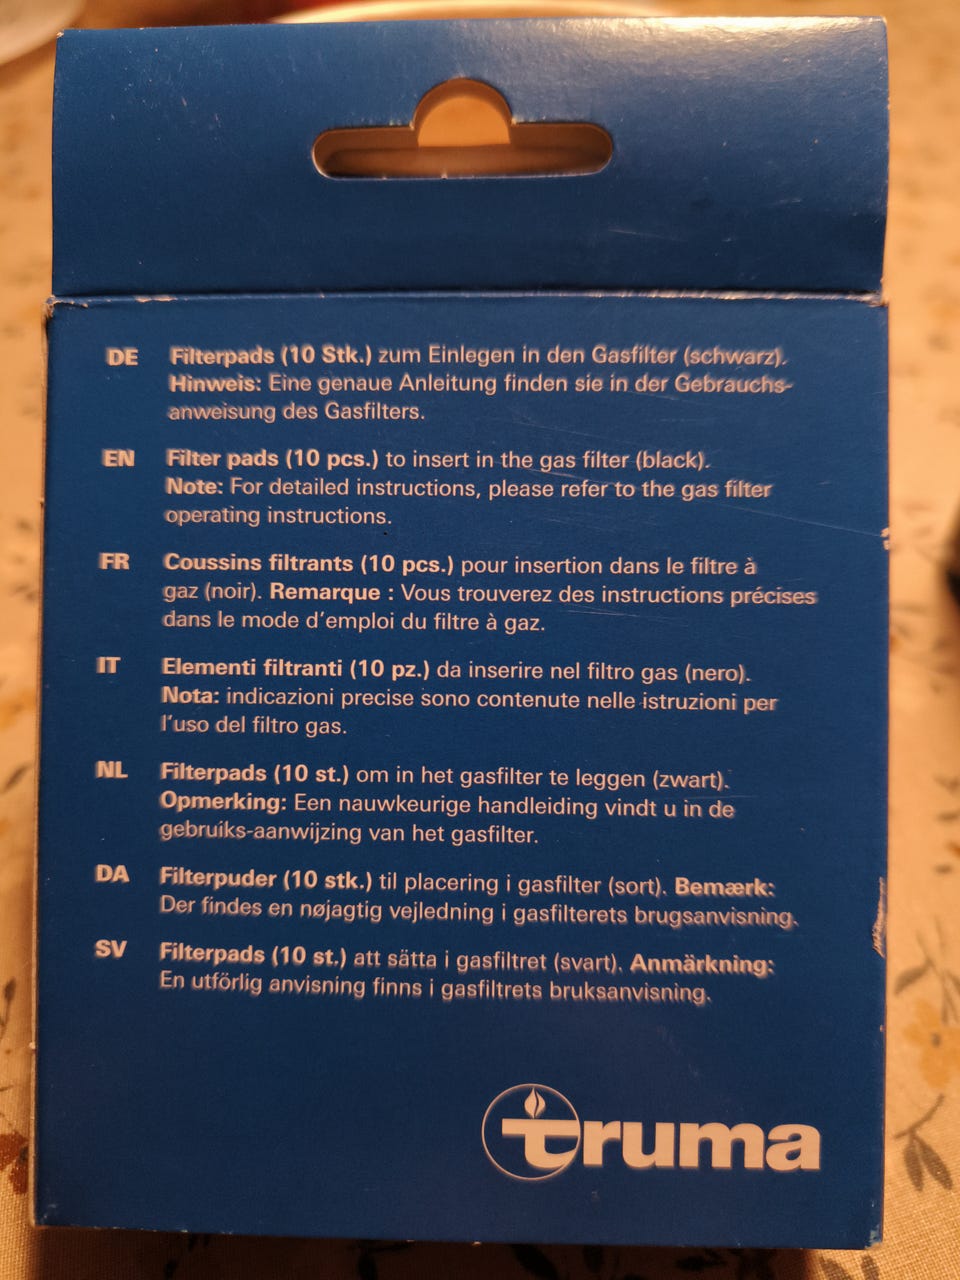 DE Filterpads (10 Stk.) zum Einlegen in den Gasfilter (schwarz).
Hinweis: Eine genaue Anleitung finden sie in der Gebrauchs-
anweisung des Gasfilters.
EN Filter pads (10 pcs.) to insert in the gas filter (black).
Note: For detailed instructions, please refer to the gas filter
operating instructions.
FR Coussins filtrants (10 pcs.) pour insertion dans le filtre à
gaz (noir). Remarque : Vous trouverez des instructions précises
dans le mode d'emploi du filtre à gaz.
IT Elementi filtranti (10 pz.) da inserire nel filtro gas (nero).
Nota: indicazioni precise sono contenute nelle istruzioni per
l'uso del filtro gas.
NL Filterpads (10 st.) om in het gasfilter te leggen (zwart).
Opmerking: Een nauwkeurige handleiding vindt u in de
gebruiks-aanwijzing van het gasfilter.
DA Filterpuder (10 stk.) til placering i gasfilter (sort). Bemærk:
Der findes en nøjagtig vejledning i gasfilterets brugsanvisning.
SV Filterpads (10 st.) att sätta i gasfiltret (svart). Anmärkning:
En utförlig anvisning finns i gasfiltrets bruksanvisning.
truma